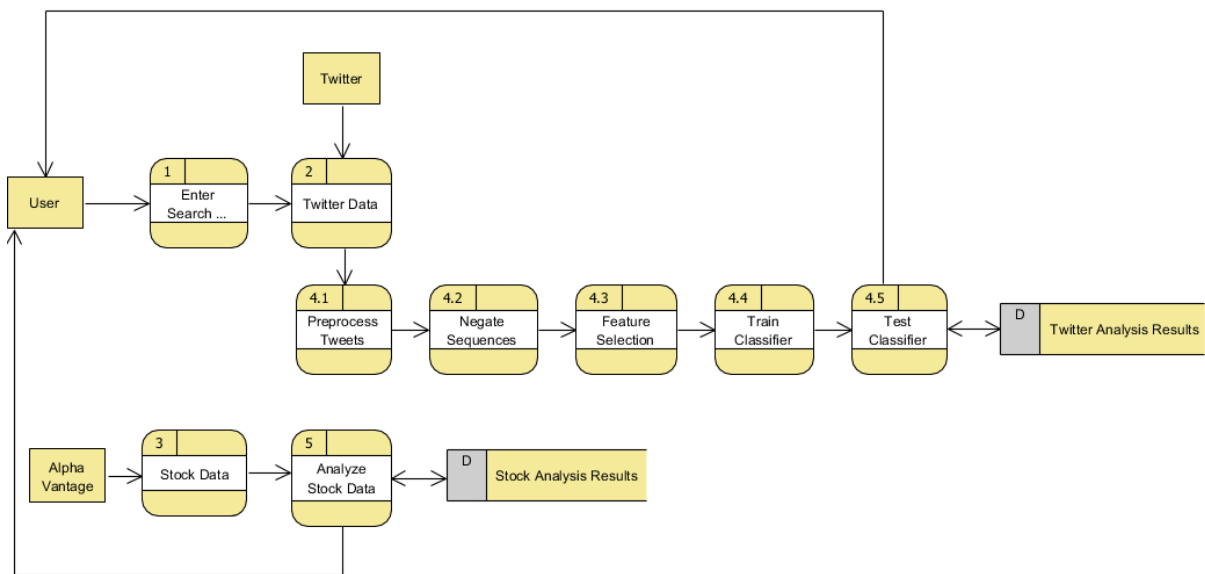 Twitter
1
2
User
Enter
Search ...
Twitter Data
4.1
4.2
4.3
4.4
4.5
Preprocess
Tweets
Negate
Sequences
Feature
Selection
Train
Classifier
Test
Classifier
D
Twitter Analysis Results
3
5
Alpha
Vantage
Stock Data
Analyze
Stock Data
D
Stock Analysis Results